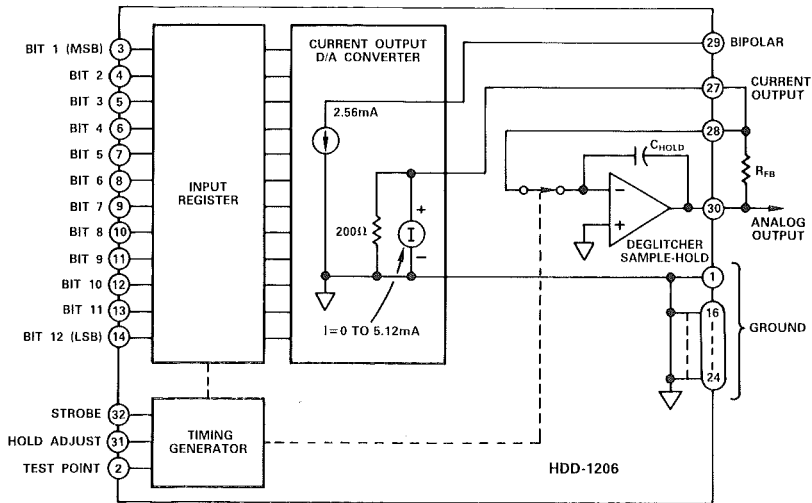 BIT 1 (MSB) 3
BIT 2 4
BIT 3 5
BIT 4 6
BIT 5 7
BIT 6 8
BIT 7 9
BIT 8 10
BIT 9 11
BIT 10 12
BIT 11 13
BIT 12 (LSB) 14
STROBE 32
HOLD ADJUST 31
TEST POINT 2
INPUT
REGISTER
TIMING
GENERATOR
CURRENT OUTPUT
D/A CONVERTER
2.56mA
200Ω
+
I
−
I = 0 TO 5.12mA
CHOLD
−
+
DEGLITCHER
SAMPLE-HOLD
29 BIPOLAR
27 CURRENT
OUTPUT
28
RFB
30
ANALOG
OUTPUT
1
16
24
GROUND
HDD-1206